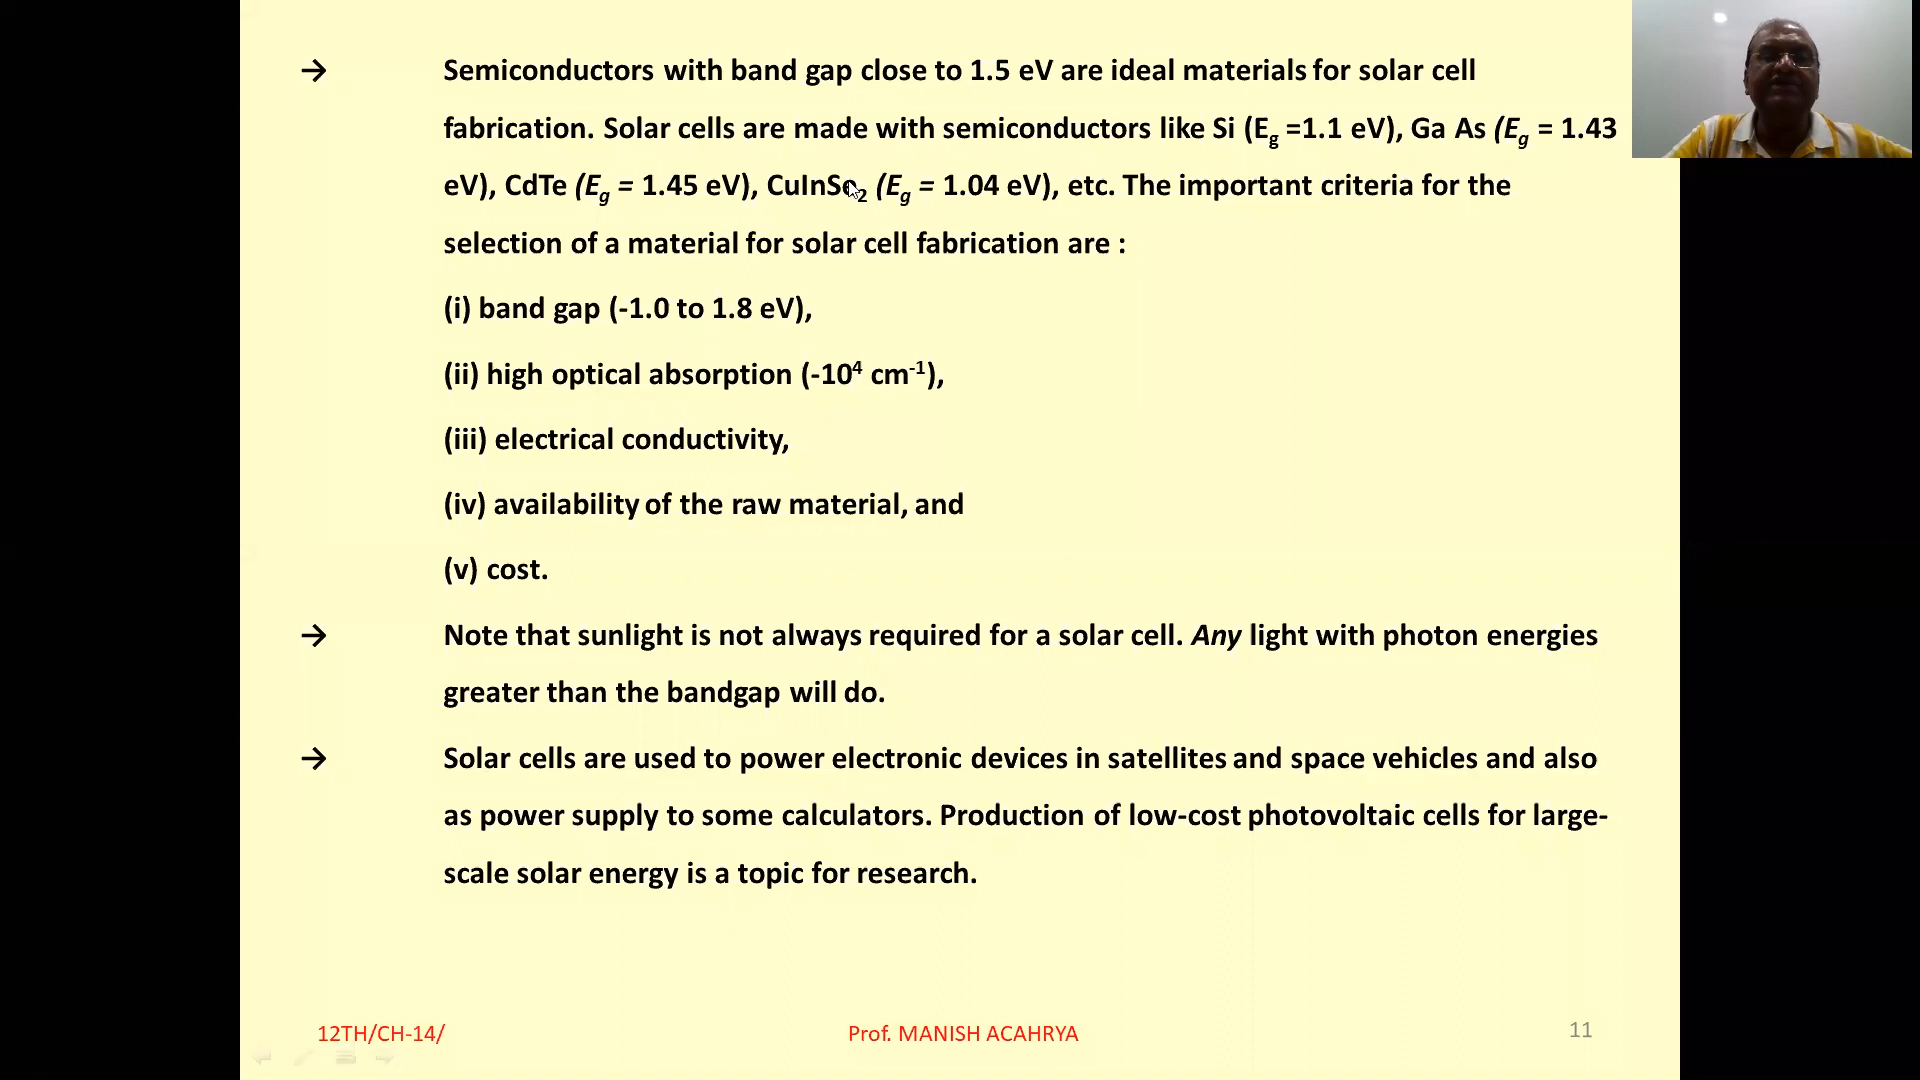 → Semiconductors with band gap close to 1.5 eV are ideal materials for solar cell
fabrication. Solar cells are made with semiconductors like Si (Eg =1.1 eV), Ga As (Eg = 1.43
eV), CdTe (Eg = 1.45 eV), CuInSe2 (Eg = 1.04 eV), etc. The important criteria for the
selection of a material for solar cell fabrication are :
(i) band gap (-1.0 to 1.8 eV),
(ii) high optical absorption (-10⁴ cm⁻¹),
(iii) electrical conductivity,
(iv) availability of the raw material, and
(v) cost.
→ Note that sunlight is not always required for a solar cell. Any light with photon energies
greater than the bandgap will do.
→ Solar cells are used to power electronic devices in satellites and space vehicles and also
as power supply to some calculators. Production of low-cost photovoltaic cells for large-
scale solar energy is a topic for research.
12TH/CH-14/
Prof. MANISH ACAHRYA
11